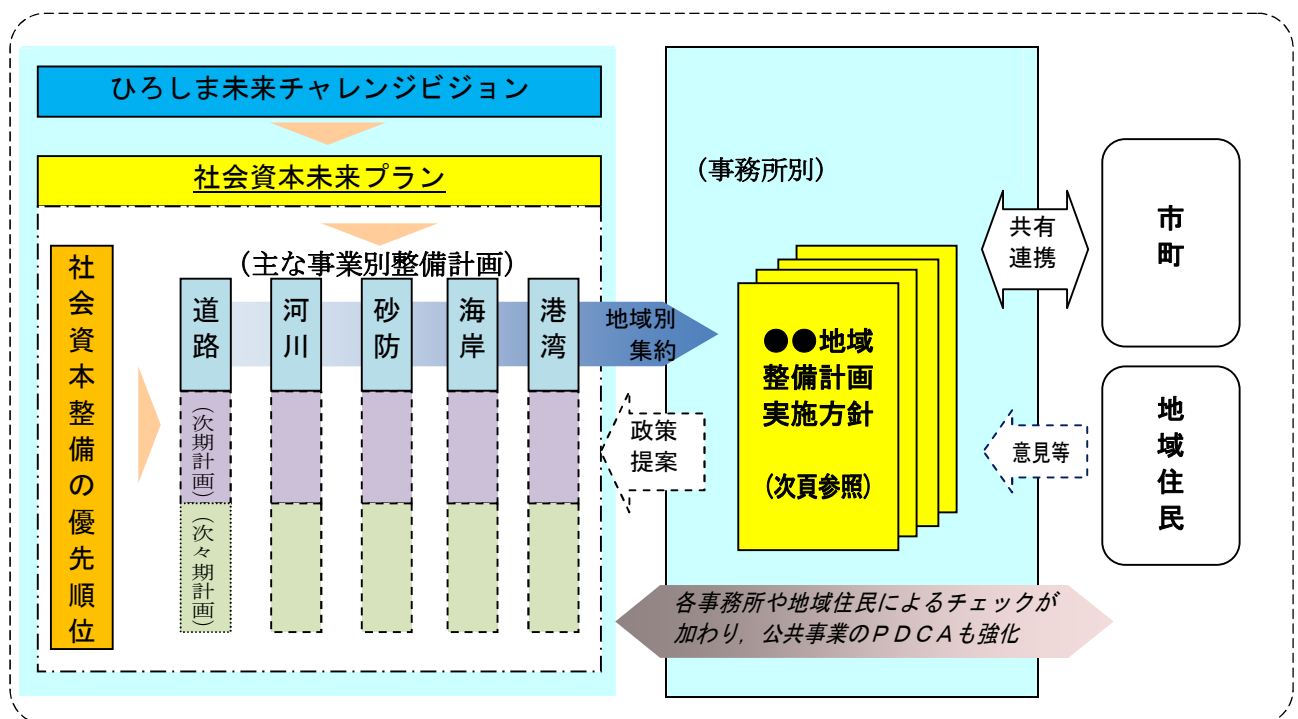 ひろしま未来チャレンジビジョン
社会資本未来プラン
社会資本整備の優先順位
（主な事業別整備計画）
道路
河川
砂防
海岸
港湾
（次期計画）
（次々期計画）
地域別
集約
政策
提案
（事務所別）
●●地域
整備計画
実施方針
（次頁参照）
共有
連携
意見等
市町
地域住民
各事務所や地域住民によるチェックが
加わり，公共事業のＰＤＣＡも強化